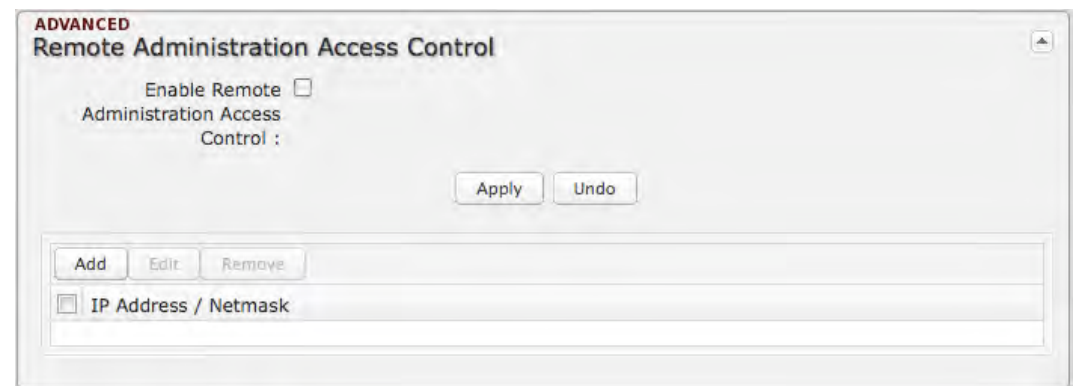 ADVANCED
Remote Administration Access Control
Enable Remote
Administration Access
Control :
Apply Undo
Add Edit Remove
IP Address / Netmask